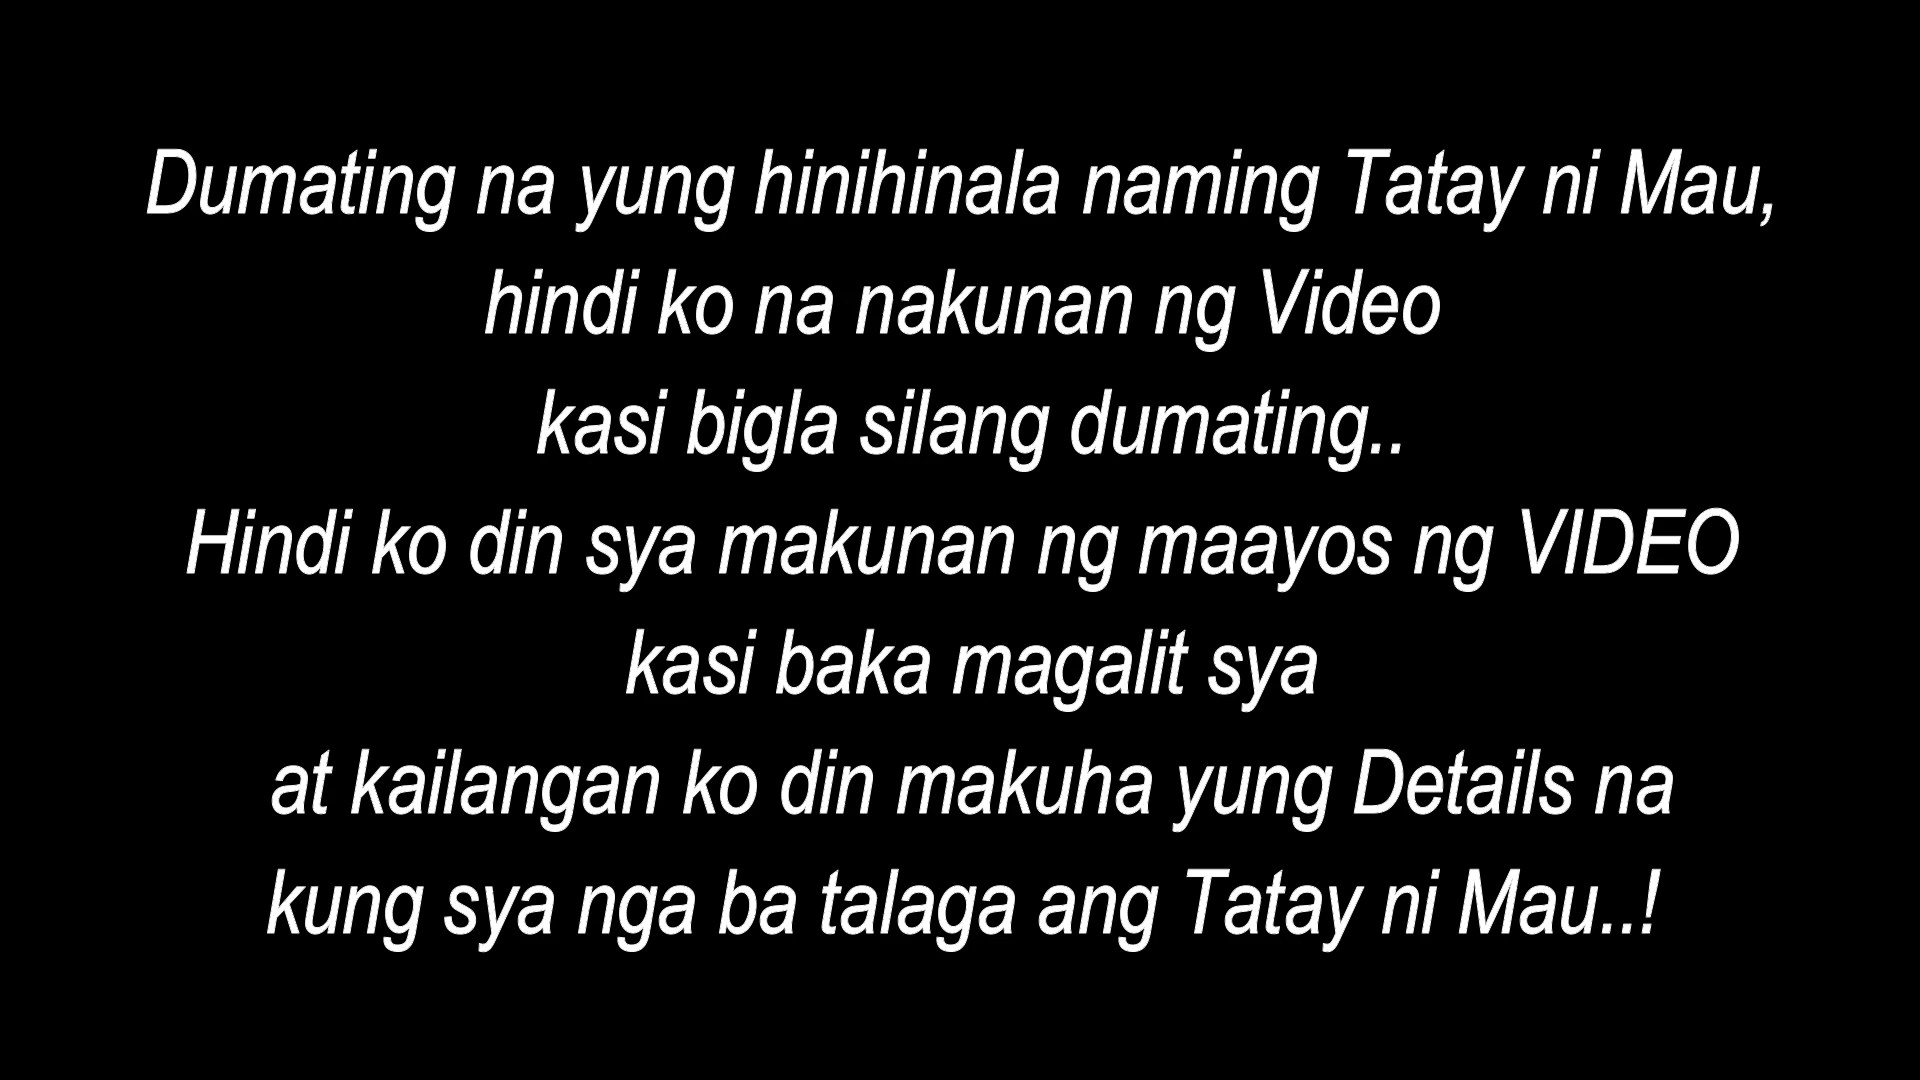 Dumating na yung hinihinala naming Tatay ni Mau,
hindi ko na nakunan ng Video
kasi bigla silang dumating..
Hindi ko din sya makunan ng maayos ng VIDEO
kasi baka magalit sya
at kailangan ko din makuha yung Details na
kung sya nga ba talaga ang Tatay ni Mau..!